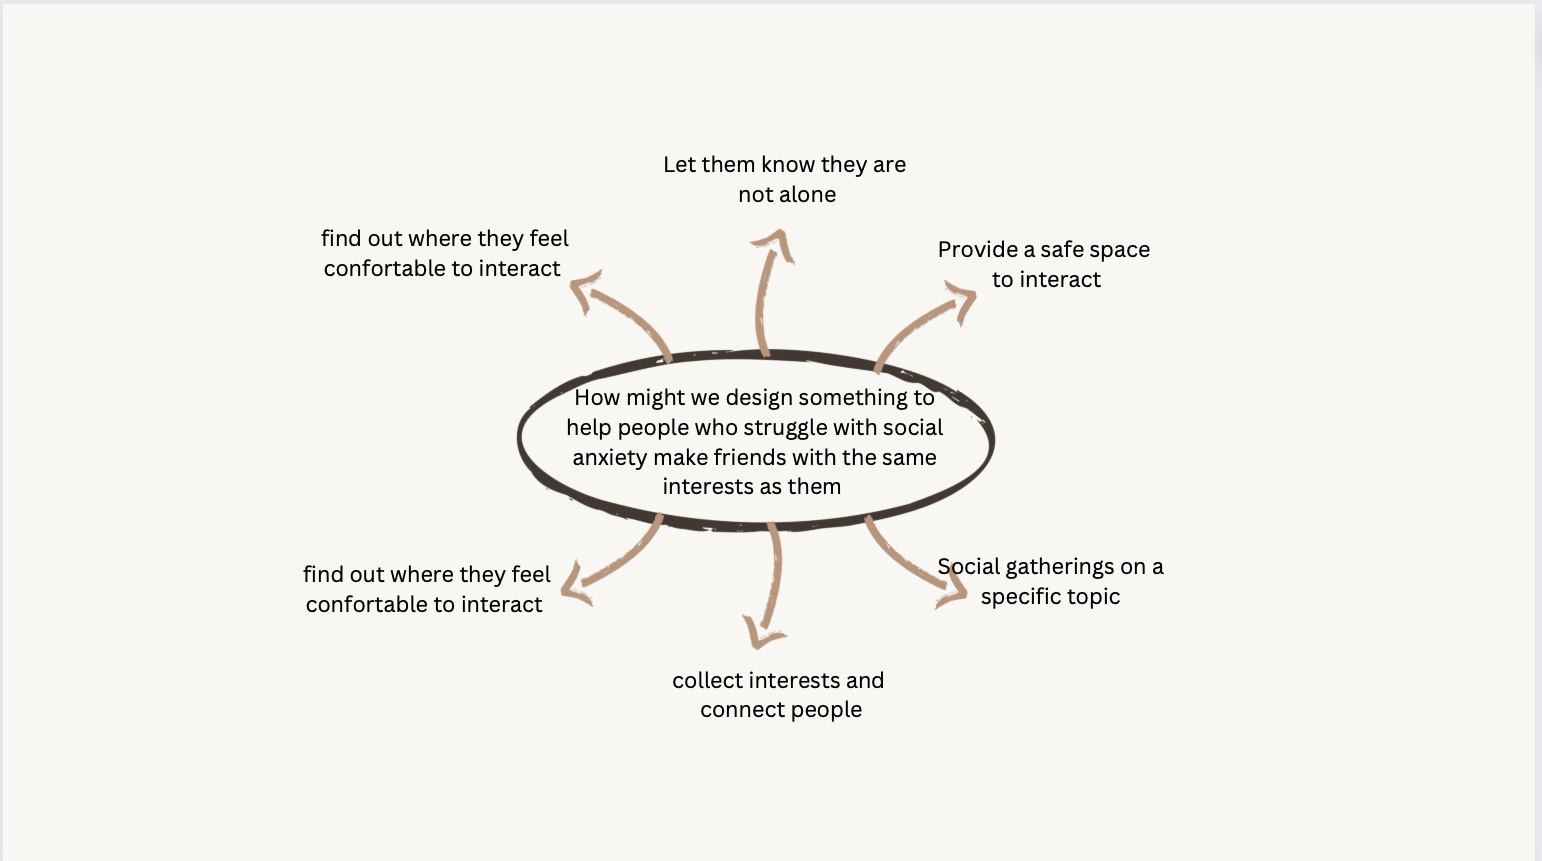 Let them know they are
not alone
find out where they feel
confortable to interact
Provide a safe space
to interact
How might we design something to
help people who struggle with social
anxiety make friends with the same
interests as them
find out where they feel
confortable to interact
Social gatherings on a
specific topic
collect interests and
connect people